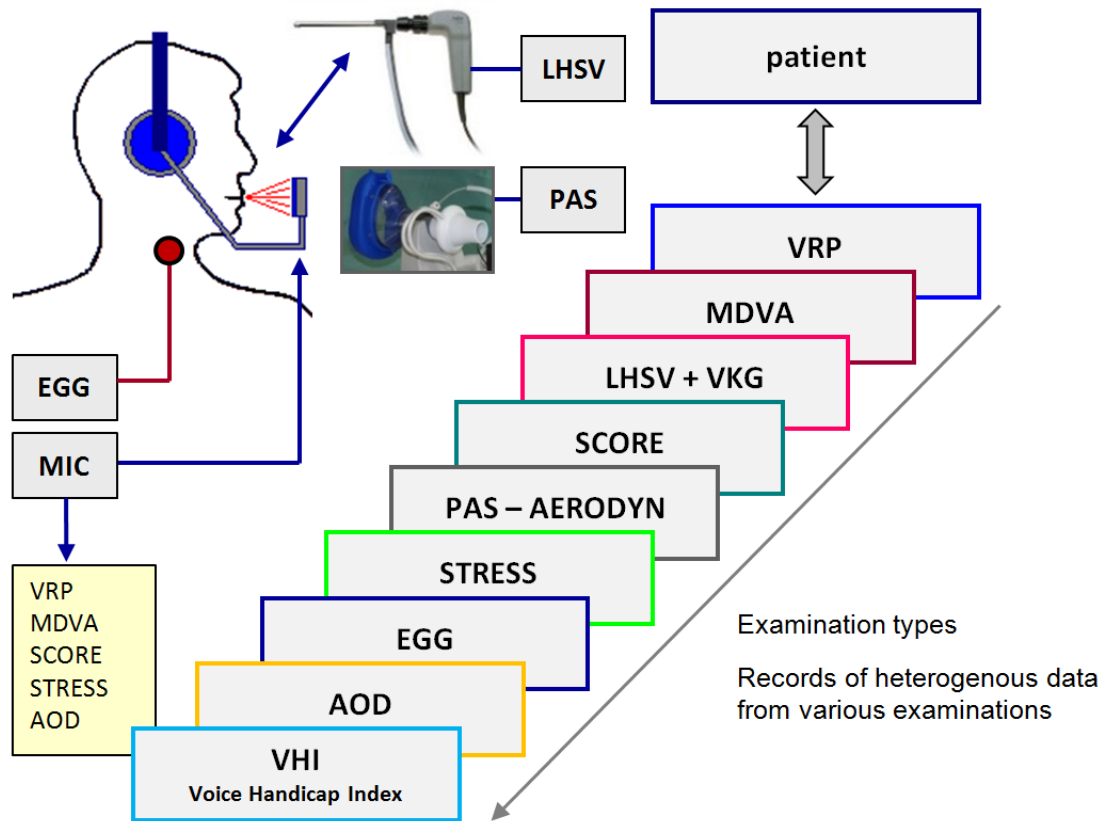 LHSV
patient
PAS
VRP
MDVA
LHSV + VKG
EGG
SCORE
MIC
PAS – AERODYN
STRESS
VRP
MDVA
SCORE
STRESS
AOD
EGG
AOD
VHI
Voice Handicap Index
Examination types
Records of heterogenous data
from various examinations